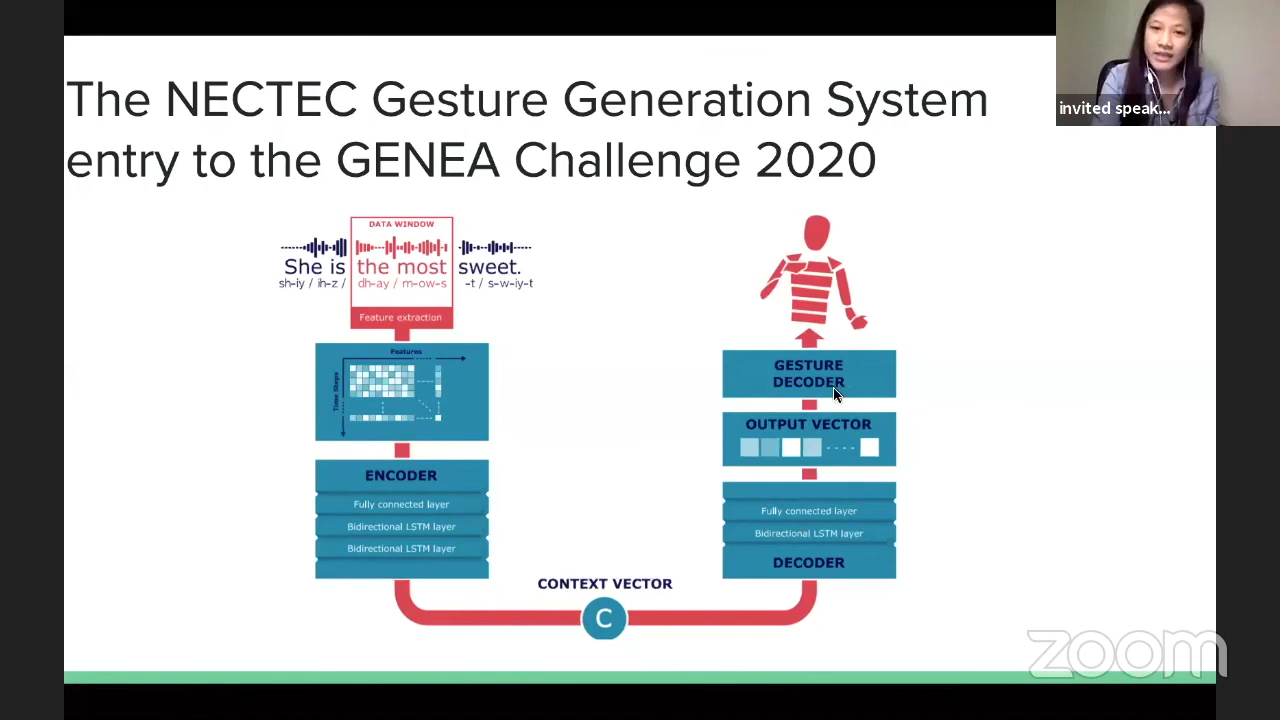 invited speak...
The NECTEC Gesture Generation System
entry to the GENEA Challenge 2020
DATA WINDOW
She is the most sweet.
sh-iy / ih-z / dh-ay / m-ow-s -t / s-w-iy-t
Feature extraction
Features
Time Steps
ENCODER
Fully connected layer
Bidirectional LSTM layer
Bidirectional LSTM layer
CONTEXT VECTOR
C
GESTURE
DECODER
OUTPUT VECTOR
Fully connected layer
Bidirectional LSTM layer
DECODER
zoom